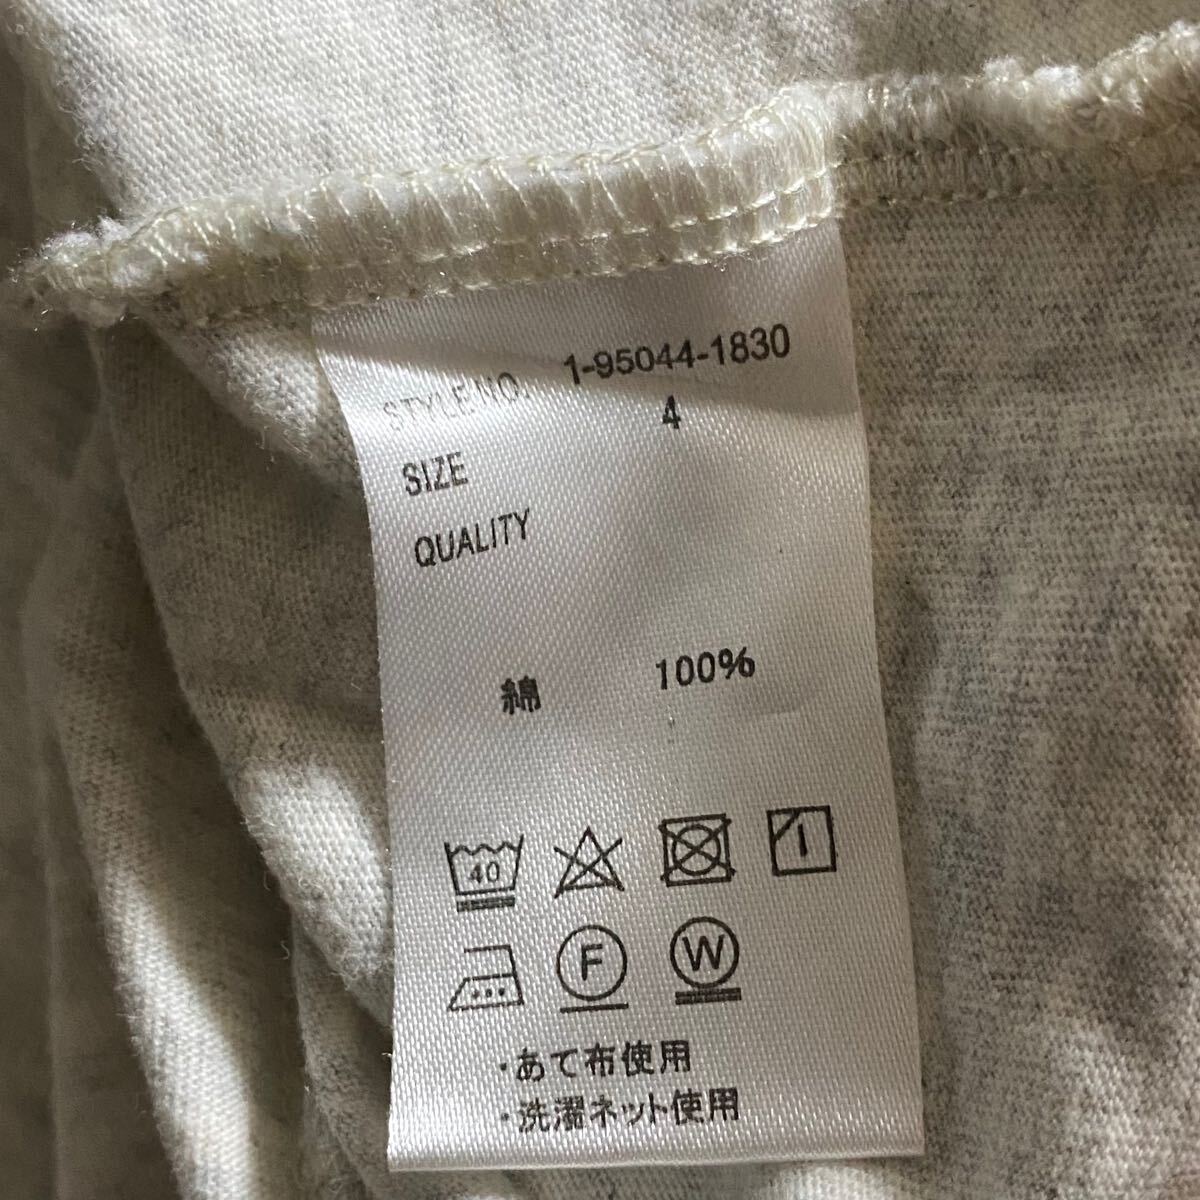 STYLE NO. 1-95044-1830
SIZE 4
QUALITY
綿 100%
40
F W
・あて布使用
・洗濯ネット使用